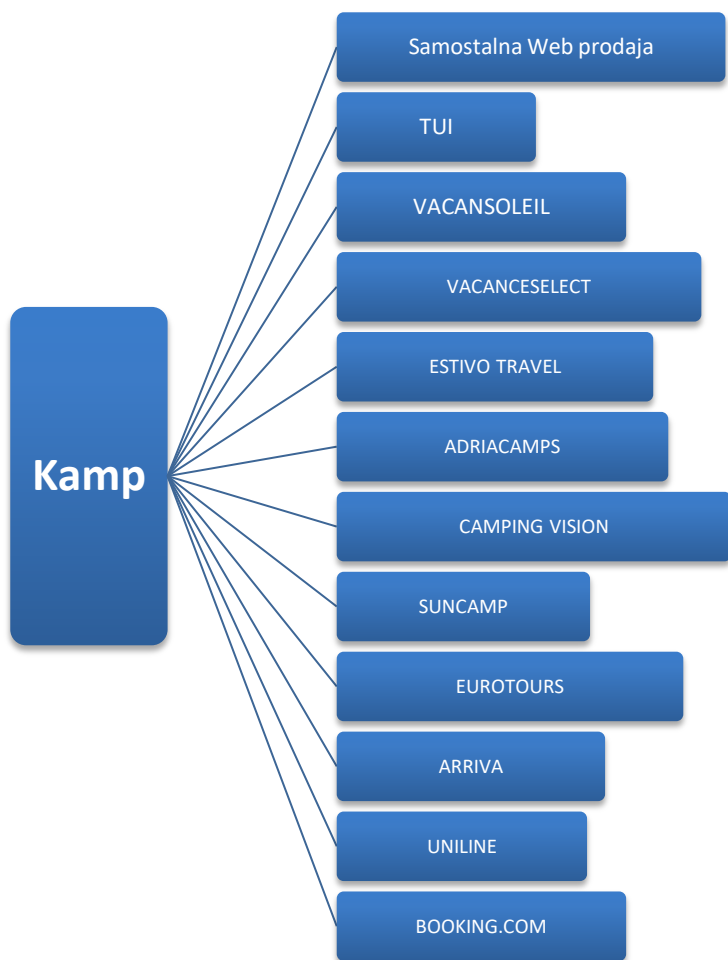 Samostalna Web prodaja
TUI
VACANSOLEIL
VACANCESELECT
ESTIVO TRAVEL
Kamp
ADRIACAMPS
CAMPING VISION
SUNCAMP
EUROTOURS
ARRIVA
UNILINE
BOOKING.COM